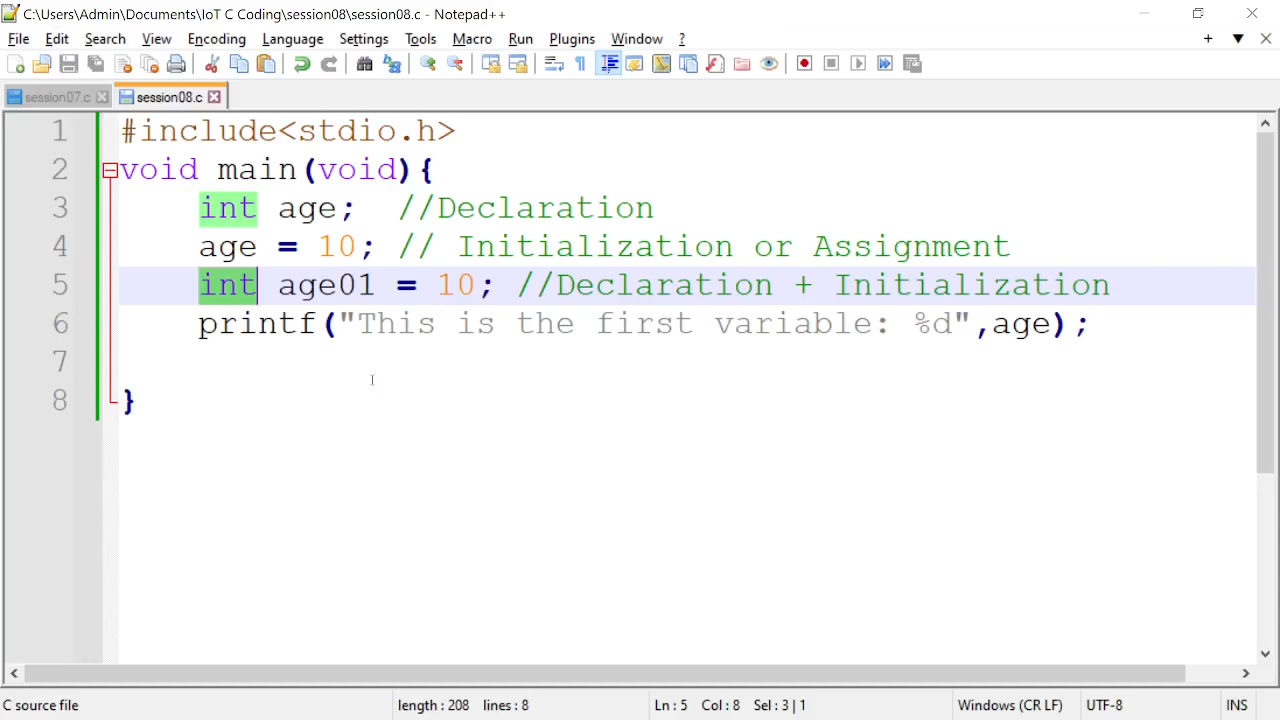 C:\Users\Admin\Documents\IoT C Coding\session08\session08.c - Notepad++
File Edit Search View Encoding Language Settings Tools Macro Run Plugins Window ?
session07.c session08.c
1 #include<stdio.h>
2 void main(void){
3 int age; //Declaration
4 age = 10; // Initialization or Assignment
5 int age01 = 10; //Declaration + Initialization
6 printf("This is the first variable: %d",age);
7
8 }
C source file length : 208 lines : 8 Ln : 5 Col : 8 Sel : 3 | 1 Windows (CR LF) UTF-8 INS